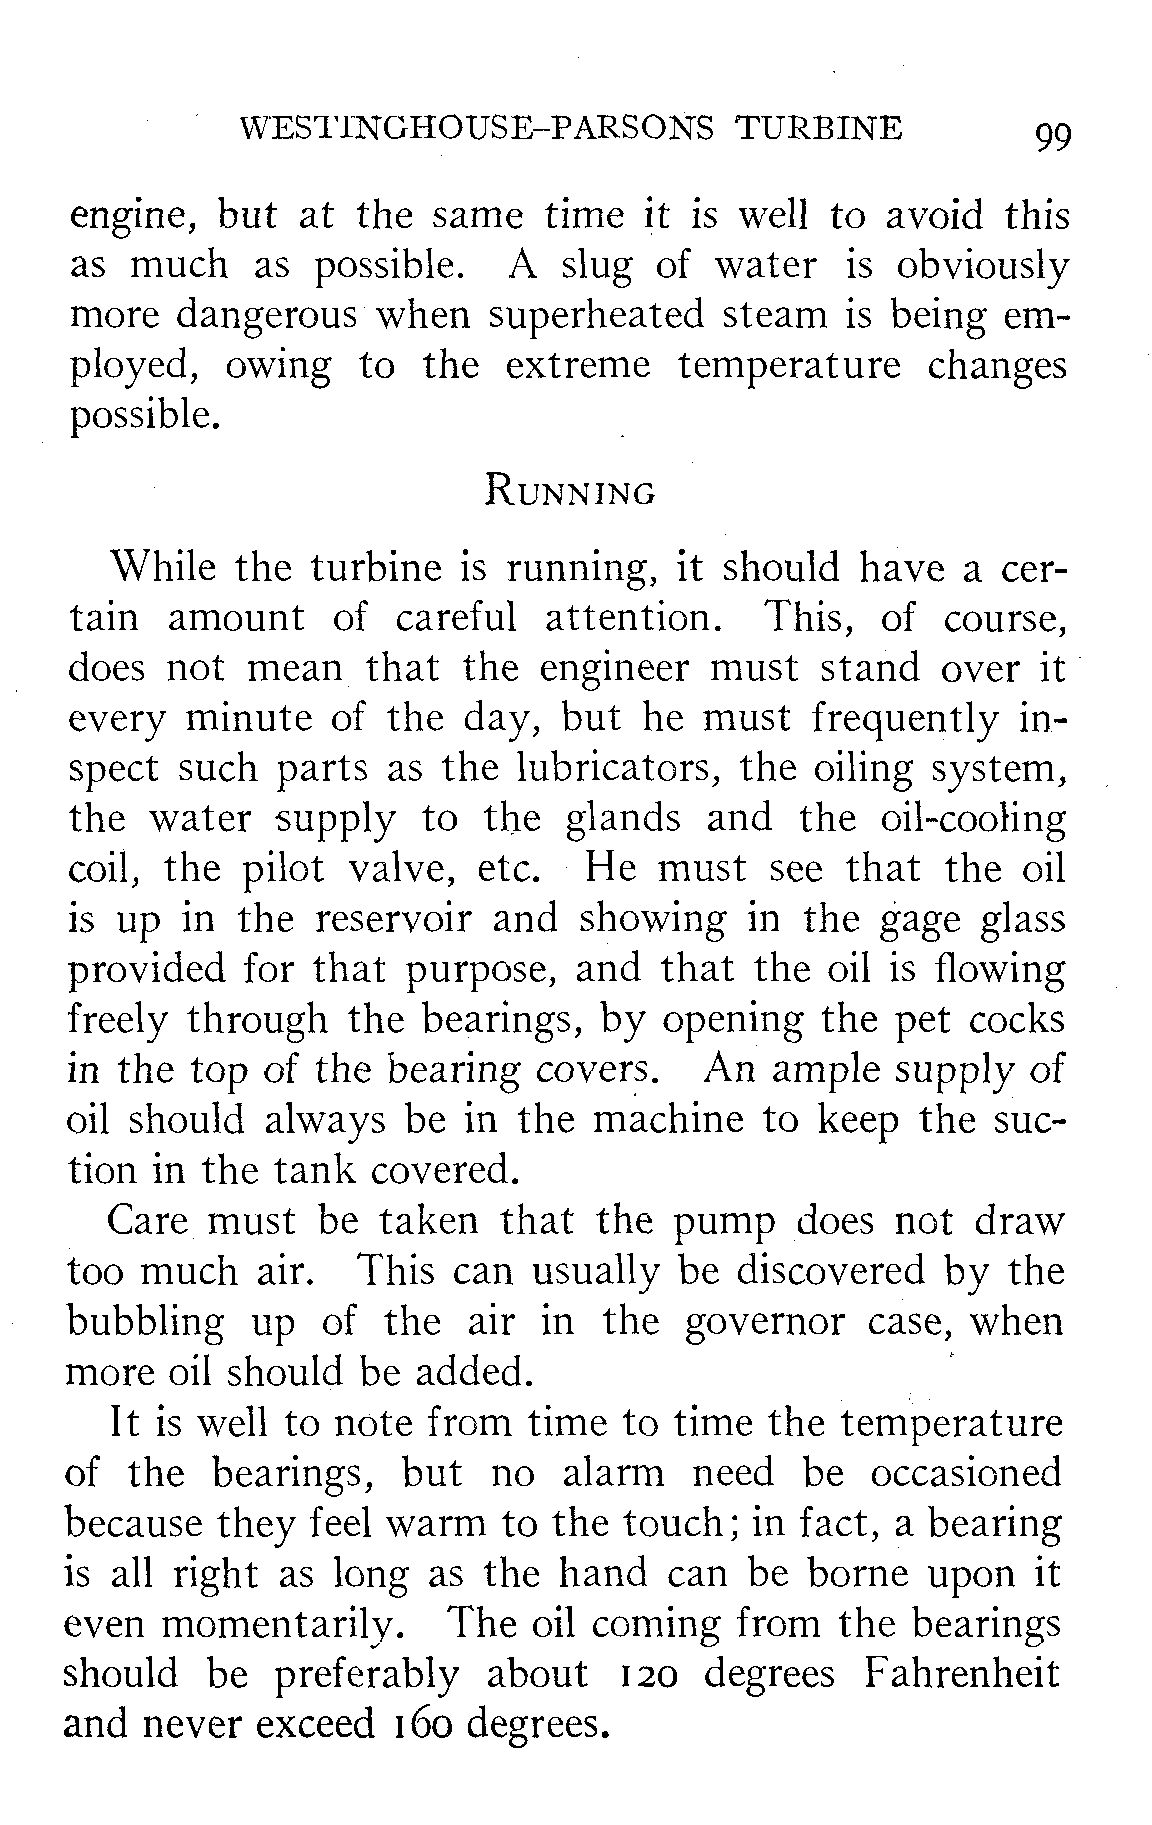 WESTINGHOUSE–PARSONS TURBINE 99
engine, but at the same time it is well to avoid this
as much as possible. A slug of water is obviously
more dangerous when superheated steam is being em-
ployed, owing to the extreme temperature changes
possible.
RUNNING
While the turbine is running, it should have a cer-
tain amount of careful attention. This, of course,
does not mean that the engineer must stand over it
every minute of the day, but he must frequently in-
spect such parts as the lubricators, the oiling system,
the water supply to the glands and the oil-cooling
coil, the pilot valve, etc. He must see that the oil
is up in the reservoir and showing in the gage glass
provided for that purpose, and that the oil is flowing
freely through the bearings, by opening the pet cocks
in the top of the bearing covers. An ample supply of
oil should always be in the machine to keep the suc-
tion in the tank covered.
Care must be taken that the pump does not draw
too much air. This can usually be discovered by the
bubbling up of the air in the governor case, when
more oil should be added.
It is well to note from time to time the temperature
of the bearings, but no alarm need be occasioned
because they feel warm to the touch; in fact, a bearing
is all right as long as the hand can be borne upon it
even momentarily. The oil coming from the bearings
should be preferably about 120 degrees Fahrenheit
and never exceed 160 degrees.